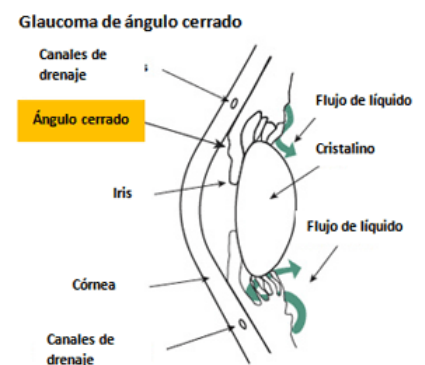 Glaucoma de ángulo cerrado
Canales de
drenaje
s
Ángulo cerrado
Flujo de líquido
Cristalino
Iris
Flujo de líquido
Córnea
Canales de
drenaje